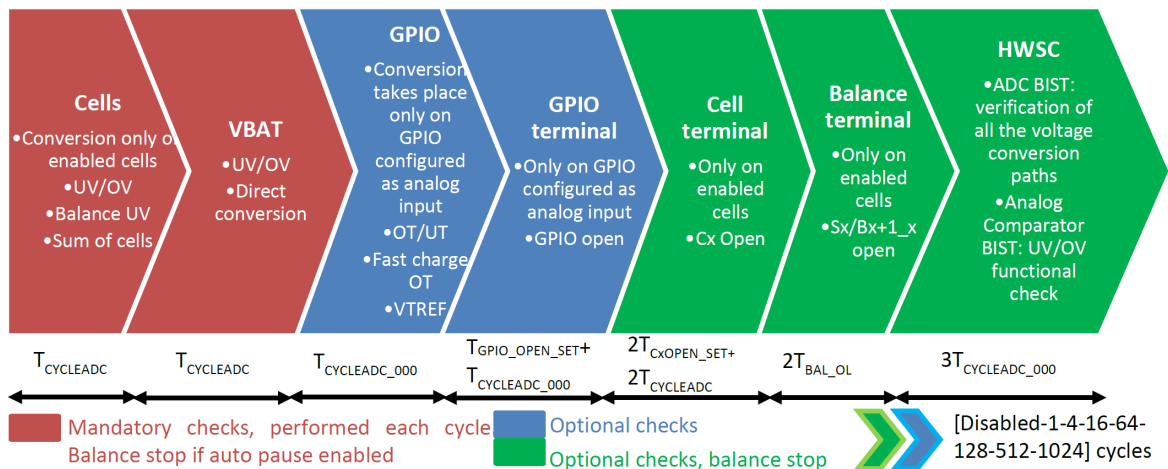 Cells
•Conversion only of
enabled cells
•UV/OV
•Balance UV
•Sum of cells
VBAT
•UV/OV
•Direct
conversion
GPIO
•Conversion
takes place
only on
GPIO
configured
as analog
input
•OT/UT
•Fast charge
OT
•VTREF
GPIO
terminal
•Only on GPIO
configured as
analog input
•GPIO open
Cell
terminal
•Only on
enabled
cells
•Cx Open
Balance
terminal
•Only on
enabled cells
•Sx/Bx+1_x
open
HWSC
•ADC BIST:
verification of
all the voltage
conversion
paths
•Analog
Comparator
BIST: UV/OV
functional
check
TCYCLEADC
TCYCLEADC
TCYCLEADC_000
TGPIO_OPEN_SET+
TCYCLEADC_000
2TCxOPEN_SET+
2TCYCLEADC
2TBAL_OL
3TCYCLEADC_000
Mandatory checks, performed each cycle
Balance stop if auto pause enabled
Optional checks
Optional checks, balance stop
[Disabled-1-4-16-64-
128-512-1024] cycles